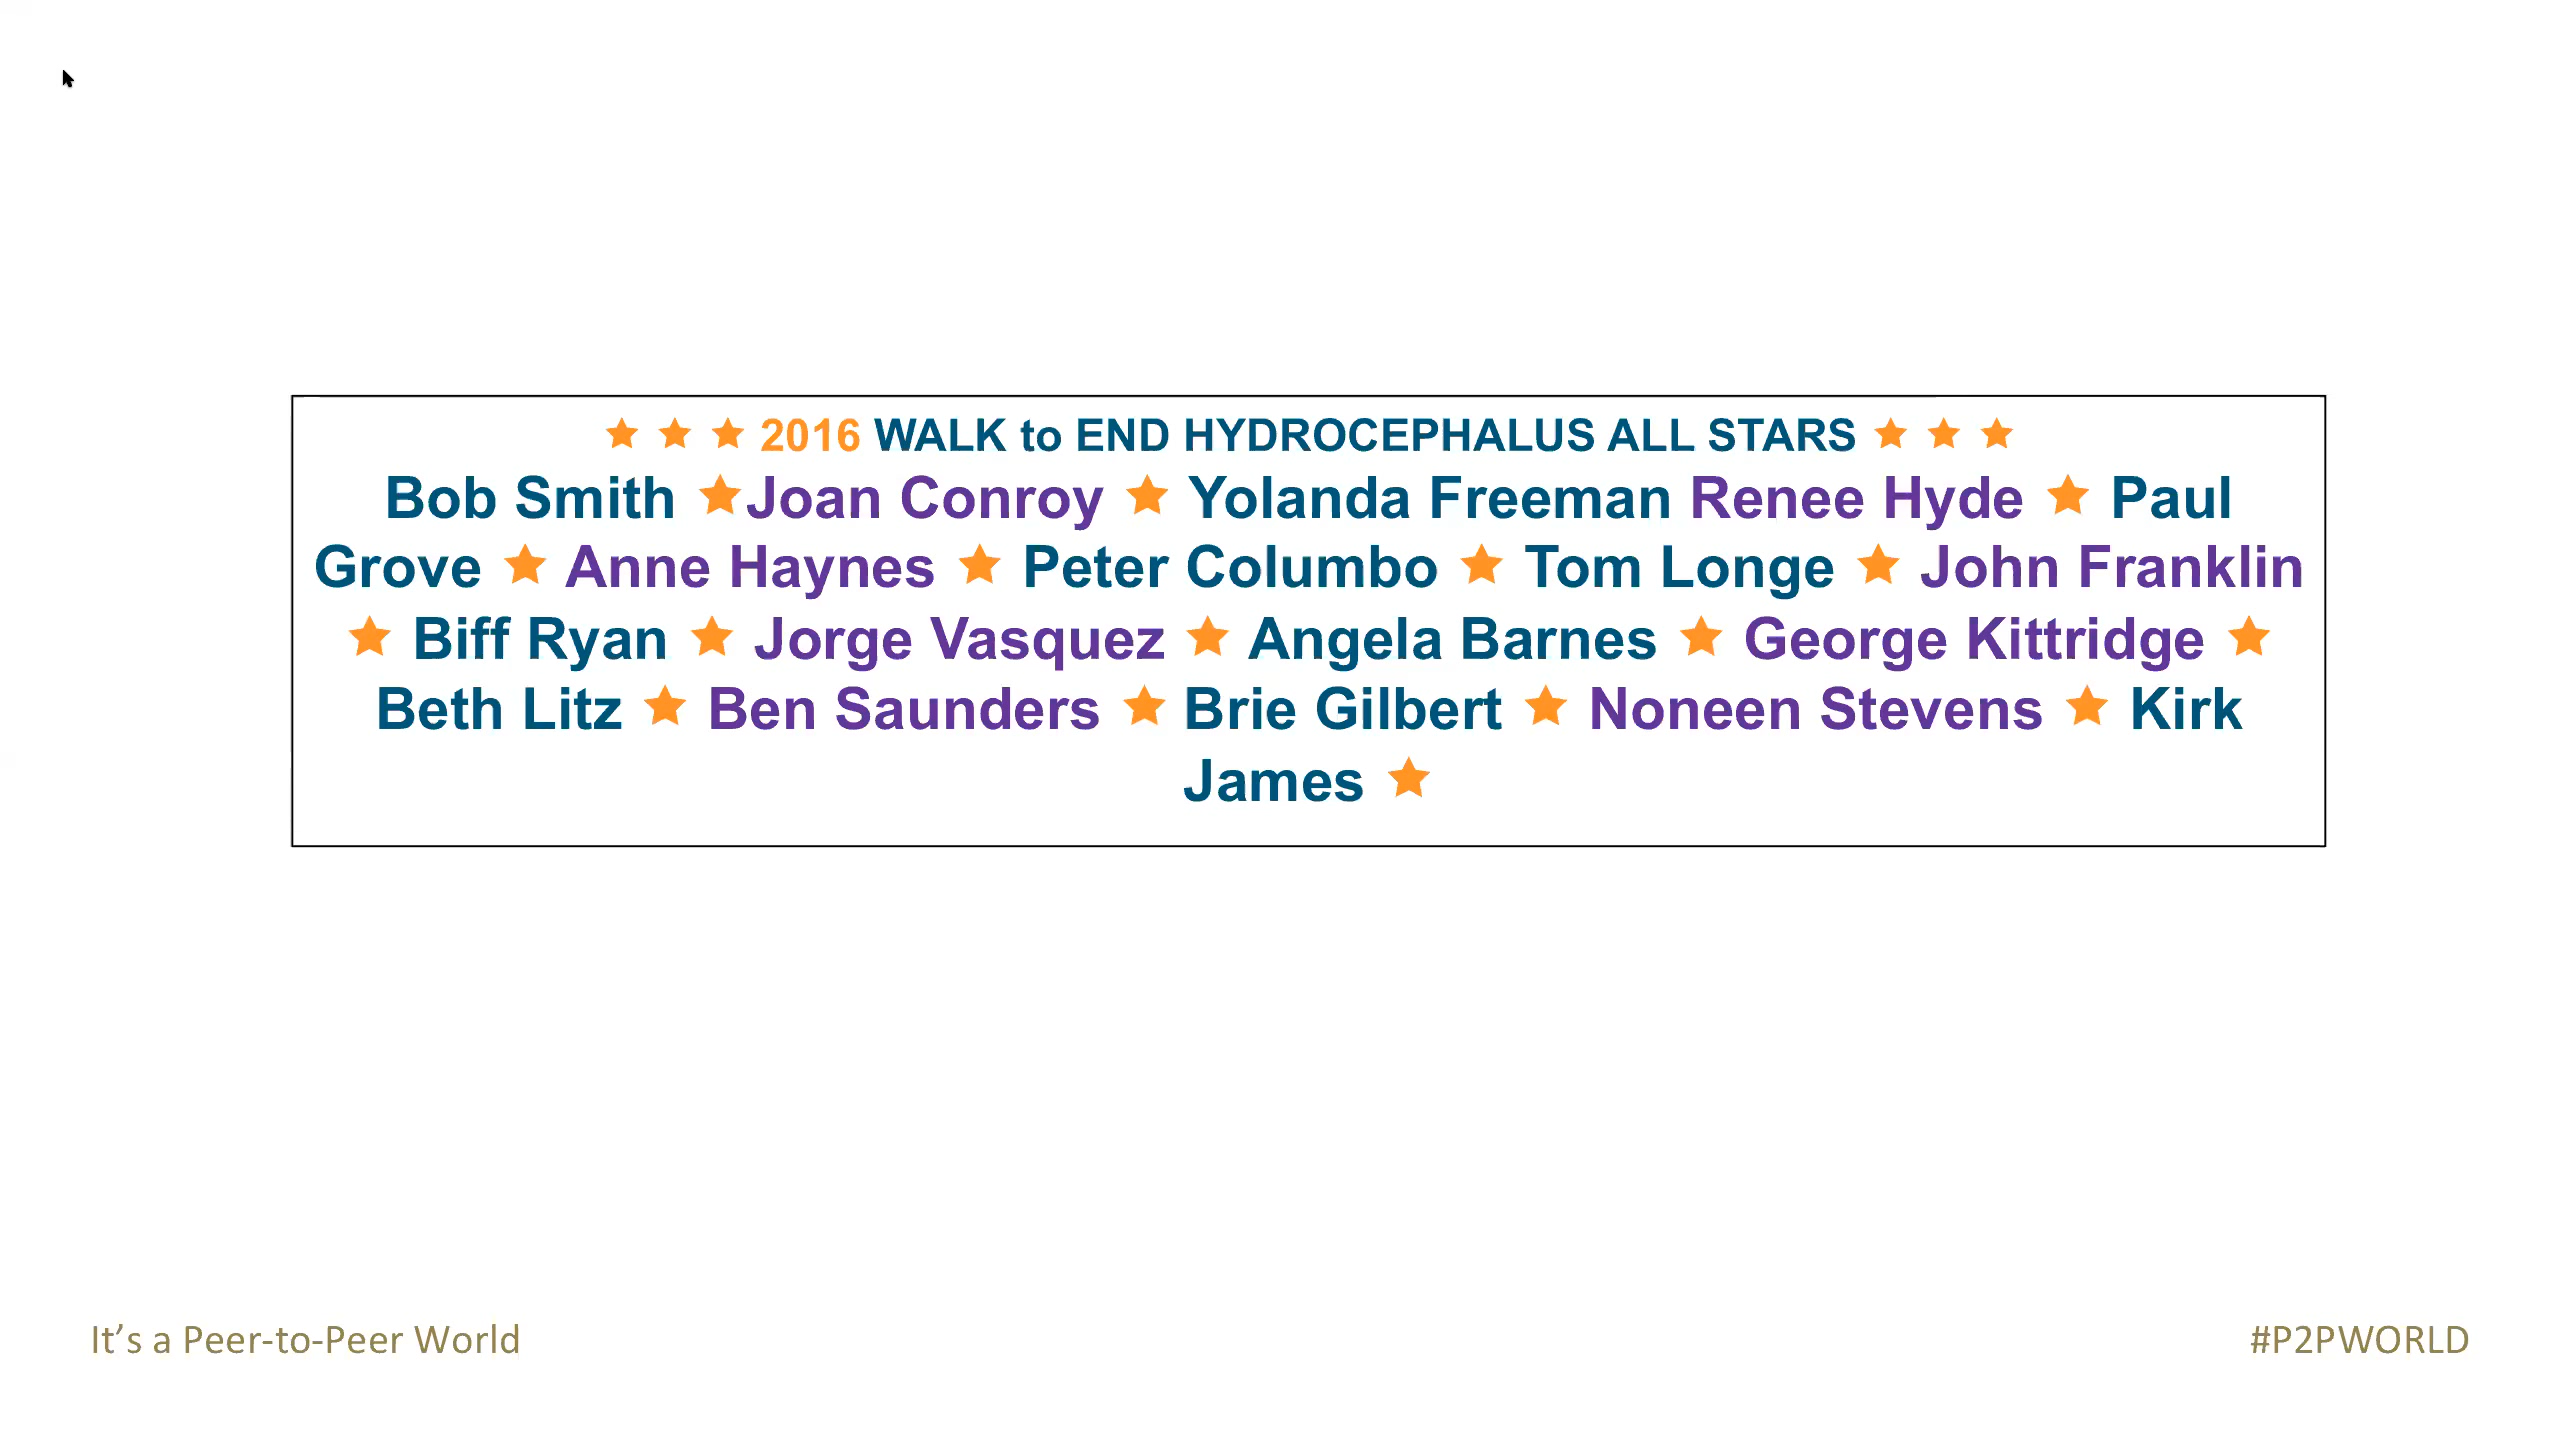 ★ ★ ★ 2016 WALK to END HYDROCEPHALUS ALL STARS ★ ★ ★
Bob Smith ★Joan Conroy ★ Yolanda Freeman Renee Hyde ★ Paul
Grove ★ Anne Haynes ★ Peter Columbo ★ Tom Longe ★ John Franklin
★ Biff Ryan ★ Jorge Vasquez ★ Angela Barnes ★ George Kittridge ★
Beth Litz ★ Ben Saunders ★ Brie Gilbert ★ Noneen Stevens ★ Kirk
James ★
It’s a Peer-to-Peer World
#P2PWORLD